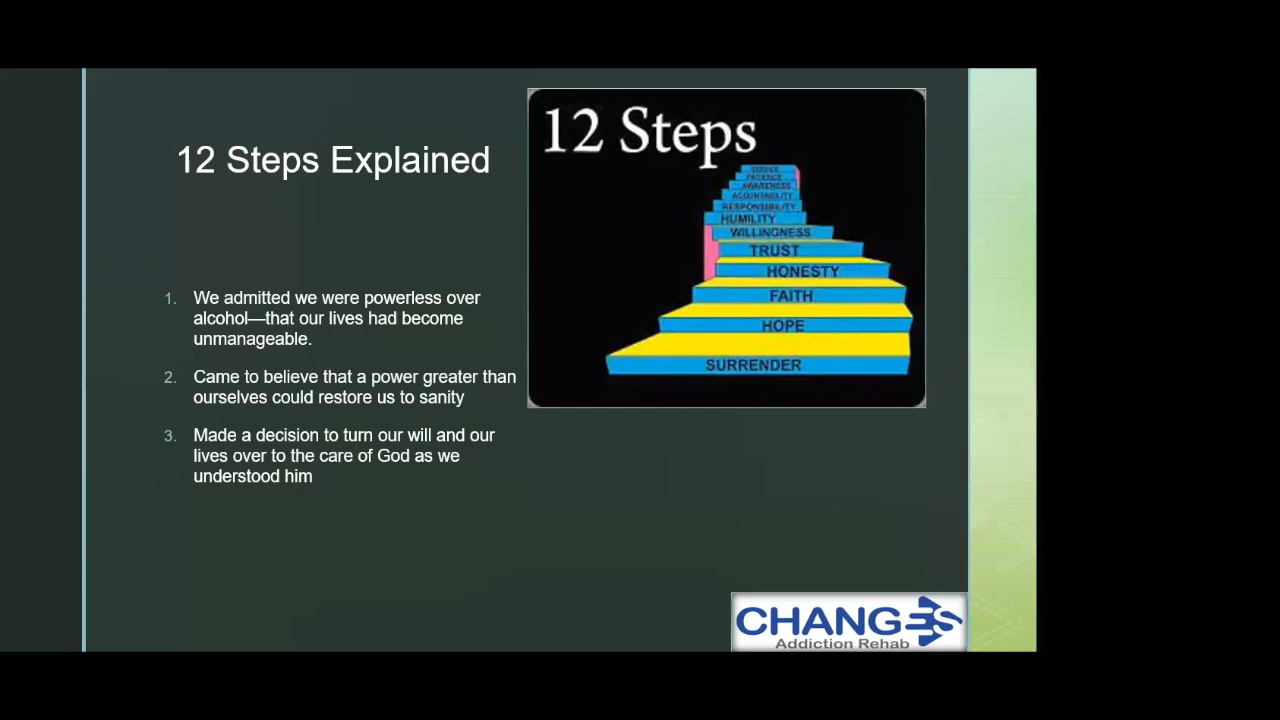 12 Steps Explained
1. We admitted we were powerless over
alcohol—that our lives had become
unmanageable.
2. Came to believe that a power greater than
ourselves could restore us to sanity
3. Made a decision to turn our will and our
lives over to the care of God as we
understood him
12 Steps
PATIENCE
AWARENESS
ACOUNTABILITY
RESPONSIBILITY
HUMILITY
WILLINGNESS
TRUST
HONESTY
FAITH
HOPE
SURRENDER
CHANGES
Addiction Rehab